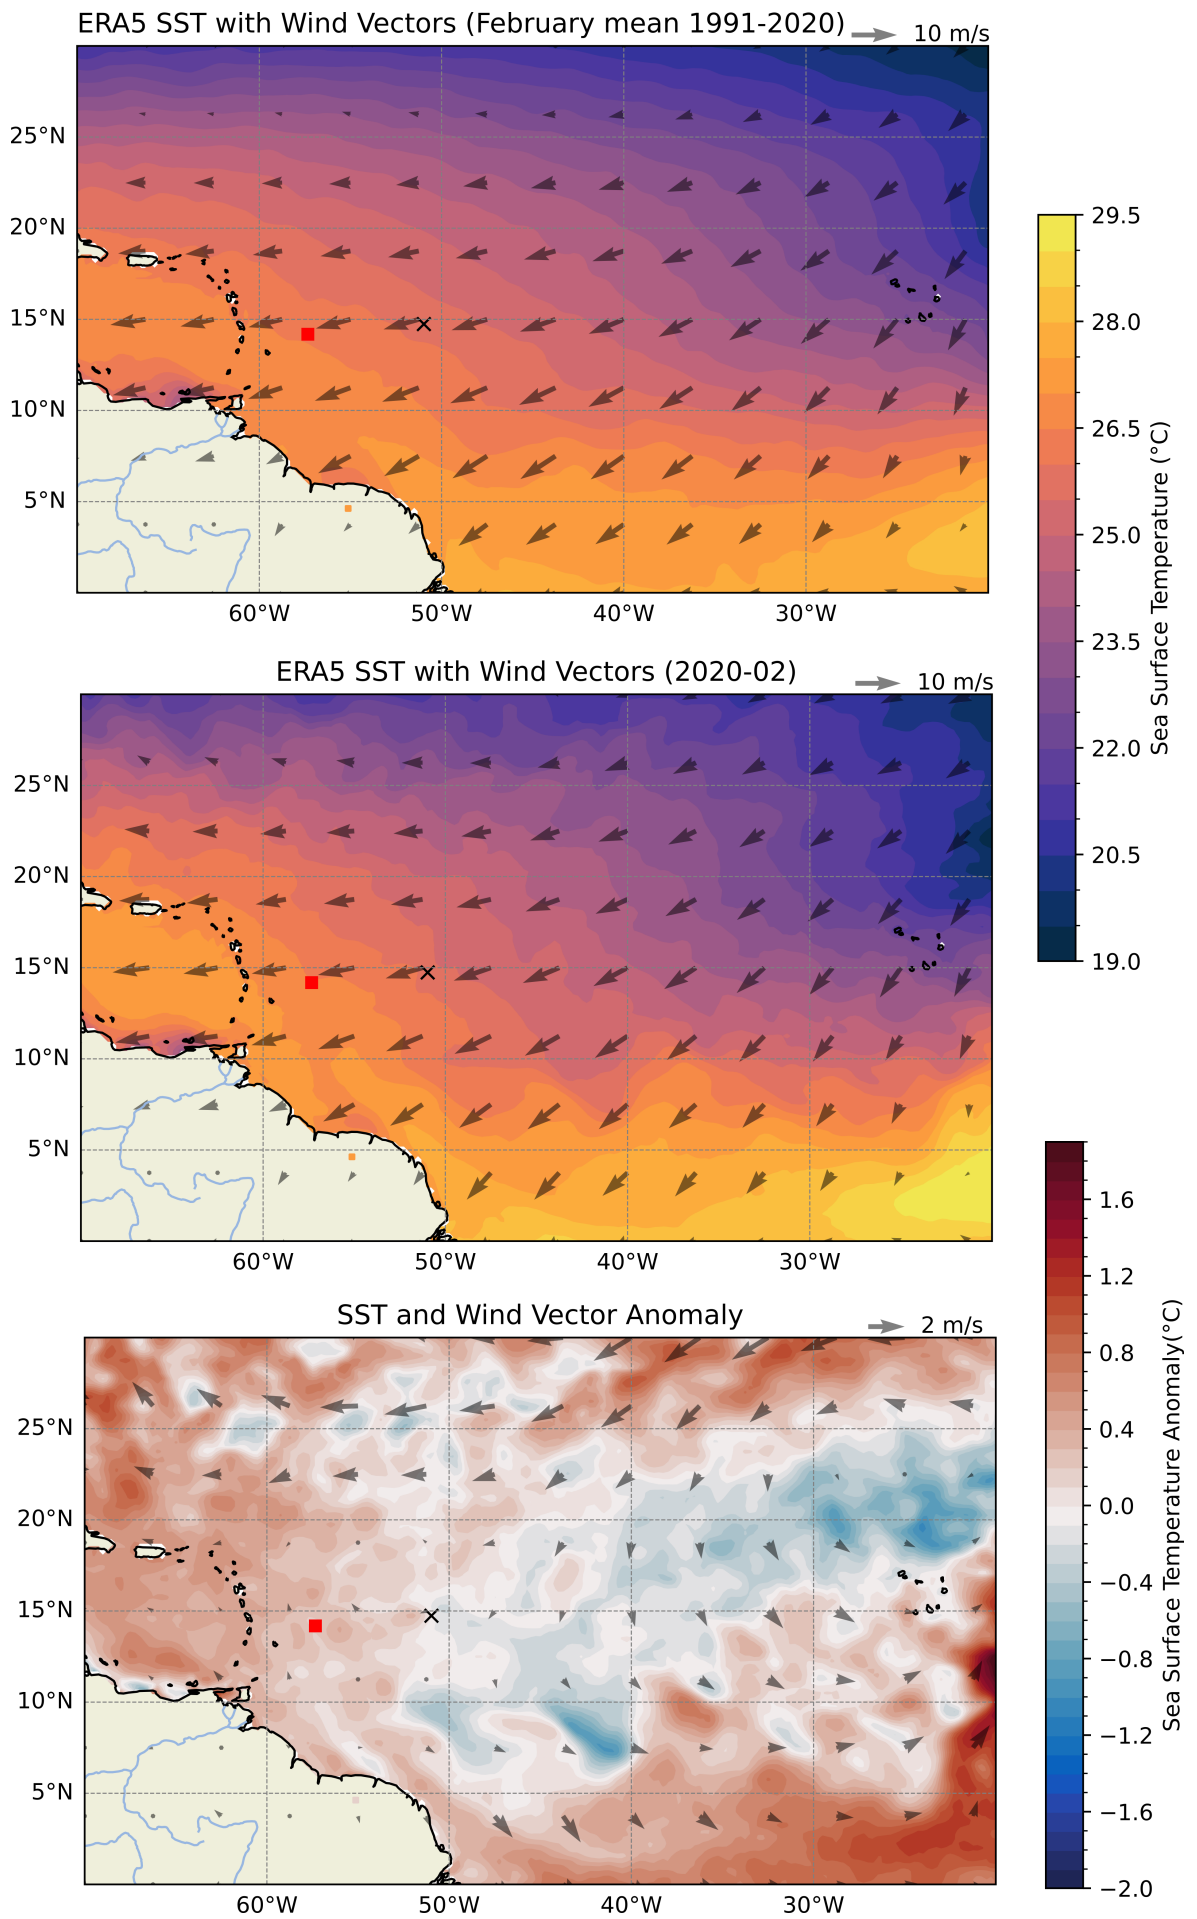 ERA5 SST with Wind Vectors (February mean 1991-2020)
10 m/s
25°N
20°N
15°N
10°N
5°N
60°W
50°W
40°W
30°W
ERA5 SST with Wind Vectors (2020-02)
10 m/s
25°N
20°N
15°N
10°N
5°N
60°W
50°W
40°W
30°W
29.5
28.0
26.5
25.0
23.5
22.0
20.5
19.0
Sea Surface Temperature (°C)
SST and Wind Vector Anomaly
2 m/s
25°N
20°N
15°N
10°N
5°N
60°W
50°W
40°W
30°W
1.6
1.2
0.8
0.4
0.0
−0.4
−0.8
−1.2
−1.6
−2.0
Sea Surface Temperature Anomaly(°C)